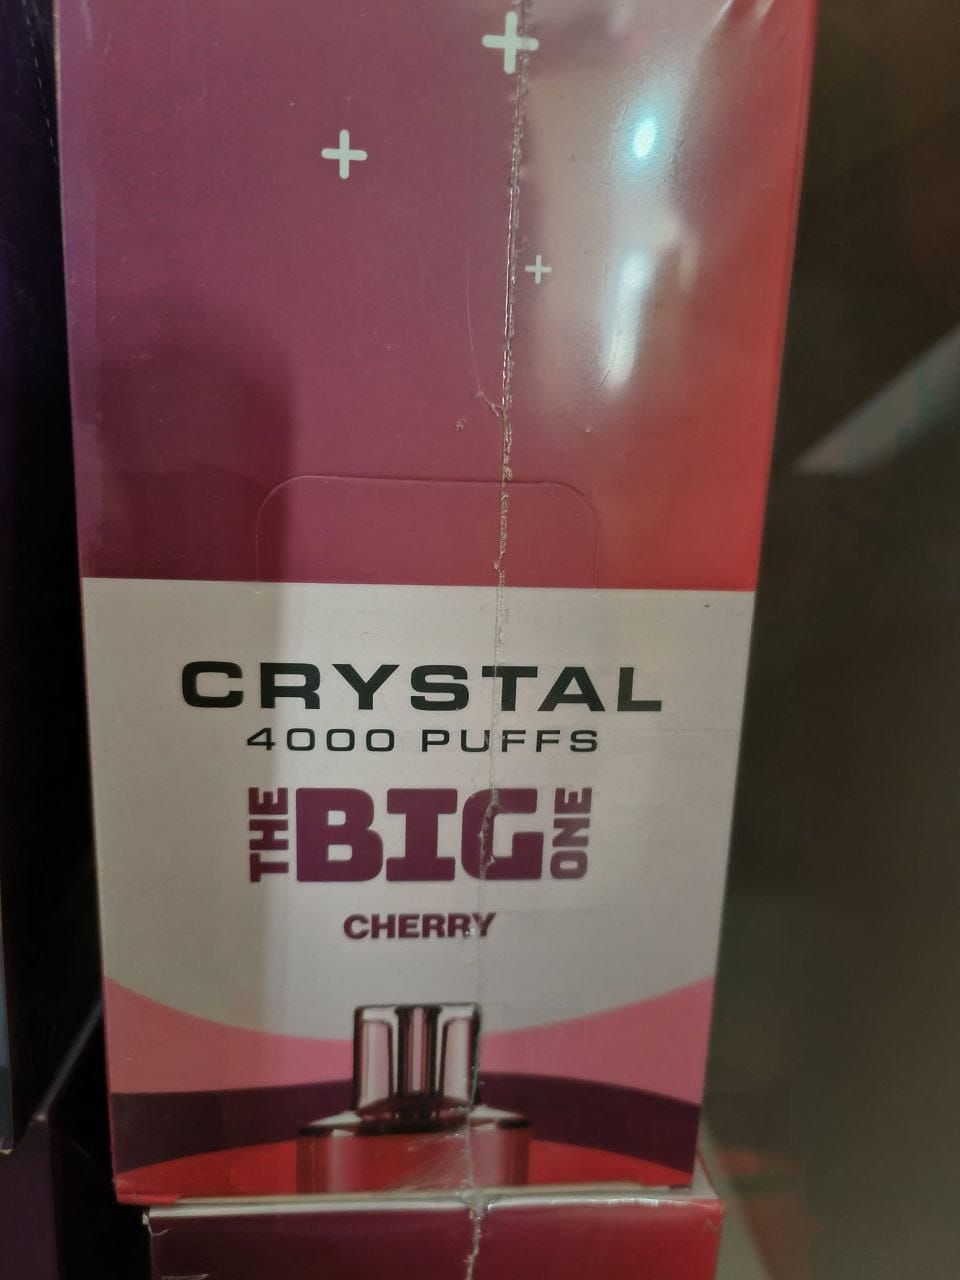 CRYSTAL
4000 PUFFS
THE BIG ONE
CHERRY